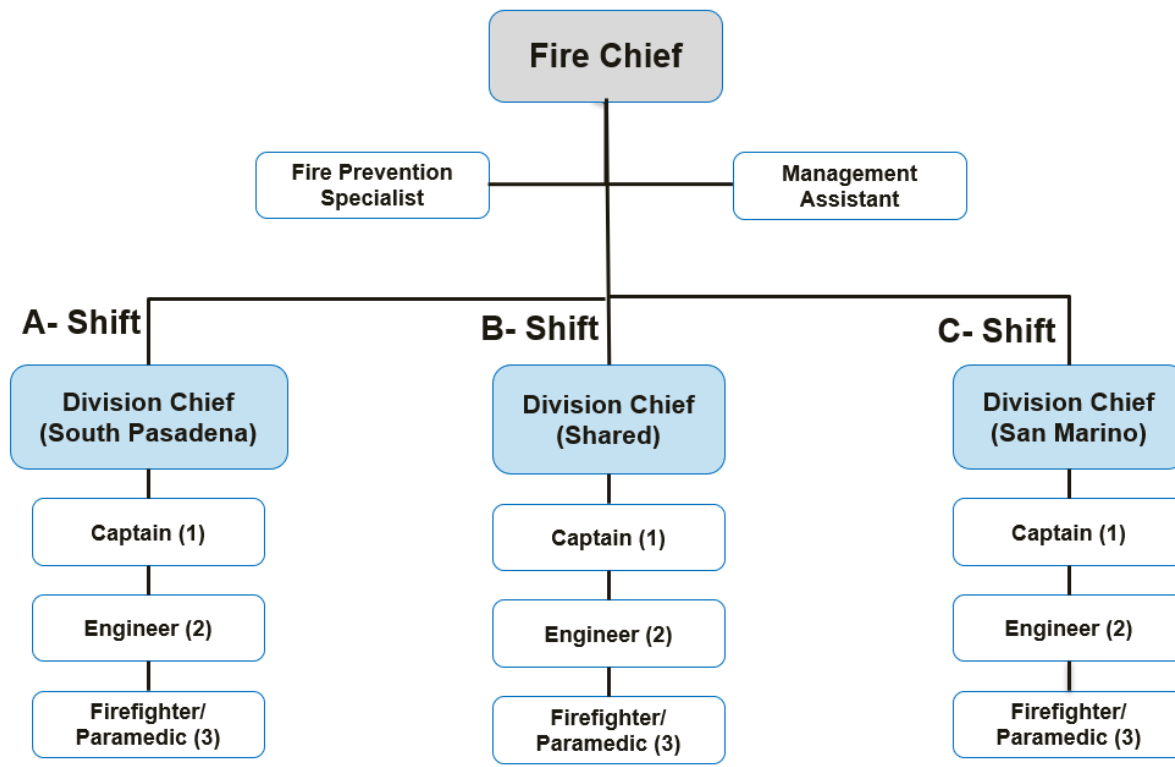 Fire Chief
Fire Prevention
Specialist
Management
Assistant
A- Shift
B- Shift
C- Shift
Division Chief
(South Pasadena)
Division Chief
(Shared)
Division Chief
(San Marino)
Captain (1)
Captain (1)
Captain (1)
Engineer (2)
Engineer (2)
Engineer (2)
Firefighter/
Paramedic (3)
Firefighter/
Paramedic (3)
Firefighter/
Paramedic (3)